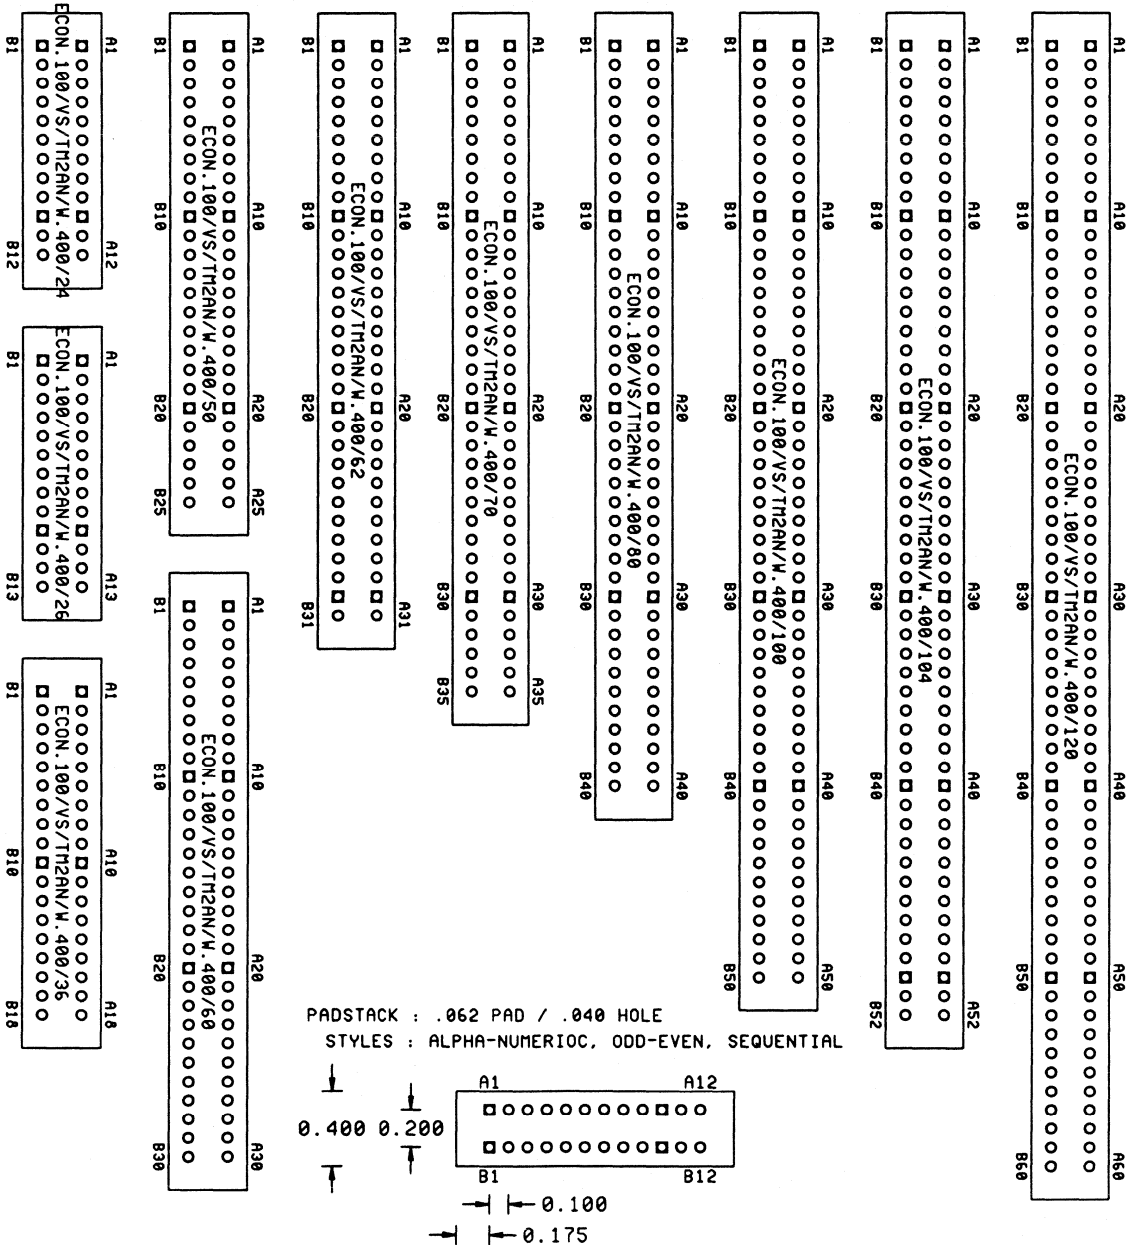 B1 A1
ECON.100/VS/TM2AN/W.400/24
B12 A12
B1 A1
ECON.100/VS/TM2AN/W.400/26
B13 A13
B1 A1
ECON.100/VS/TM2AN/W.400/36
B10 A10
B18 A18
B1 A1
ECON.100/VS/TM2AN/W.400/50
B10 A10
B20 A20
B25 A25
B1 A1
ECON.100/VS/TM2AN/W.400/60
B10 A10
B20 A20
B30 A30
B1 A1
ECON.100/VS/TM2AN/W.400/62
B10 A10
B20 A20
B31 A31
B1 A1
ECON.100/VS/TM2AN/W.400/70
B10 A10
B20 A20
B30 A30
B35 A35
B1 A1
ECON.100/VS/TM2AN/W.400/80
B10 A10
B20 A20
B30 A30
B40 A40
B1 A1
ECON.100/VS/TM2AN/W.400/100
B10 A10
B20 A20
B30 A30
B40 A40
B50 A50
B1 A1
ECON.100/VS/TM2AN/W.400/104
B10 A10
B20 A20
B30 A30
B40 A40
B52 A52
B1 A1
ECON.100/VS/TM2AN/W.400/120
B10 A10
B20 A20
B30 A30
B40 A40
B50 A50
B60 A60
PADSTACK : .062 PAD / .040 HOLE
STYLES : ALPHA-NUMERIOC, ODD-EVEN, SEQUENTIAL
A1 A12
0.400 0.200
B1 B12
0.100
0.175